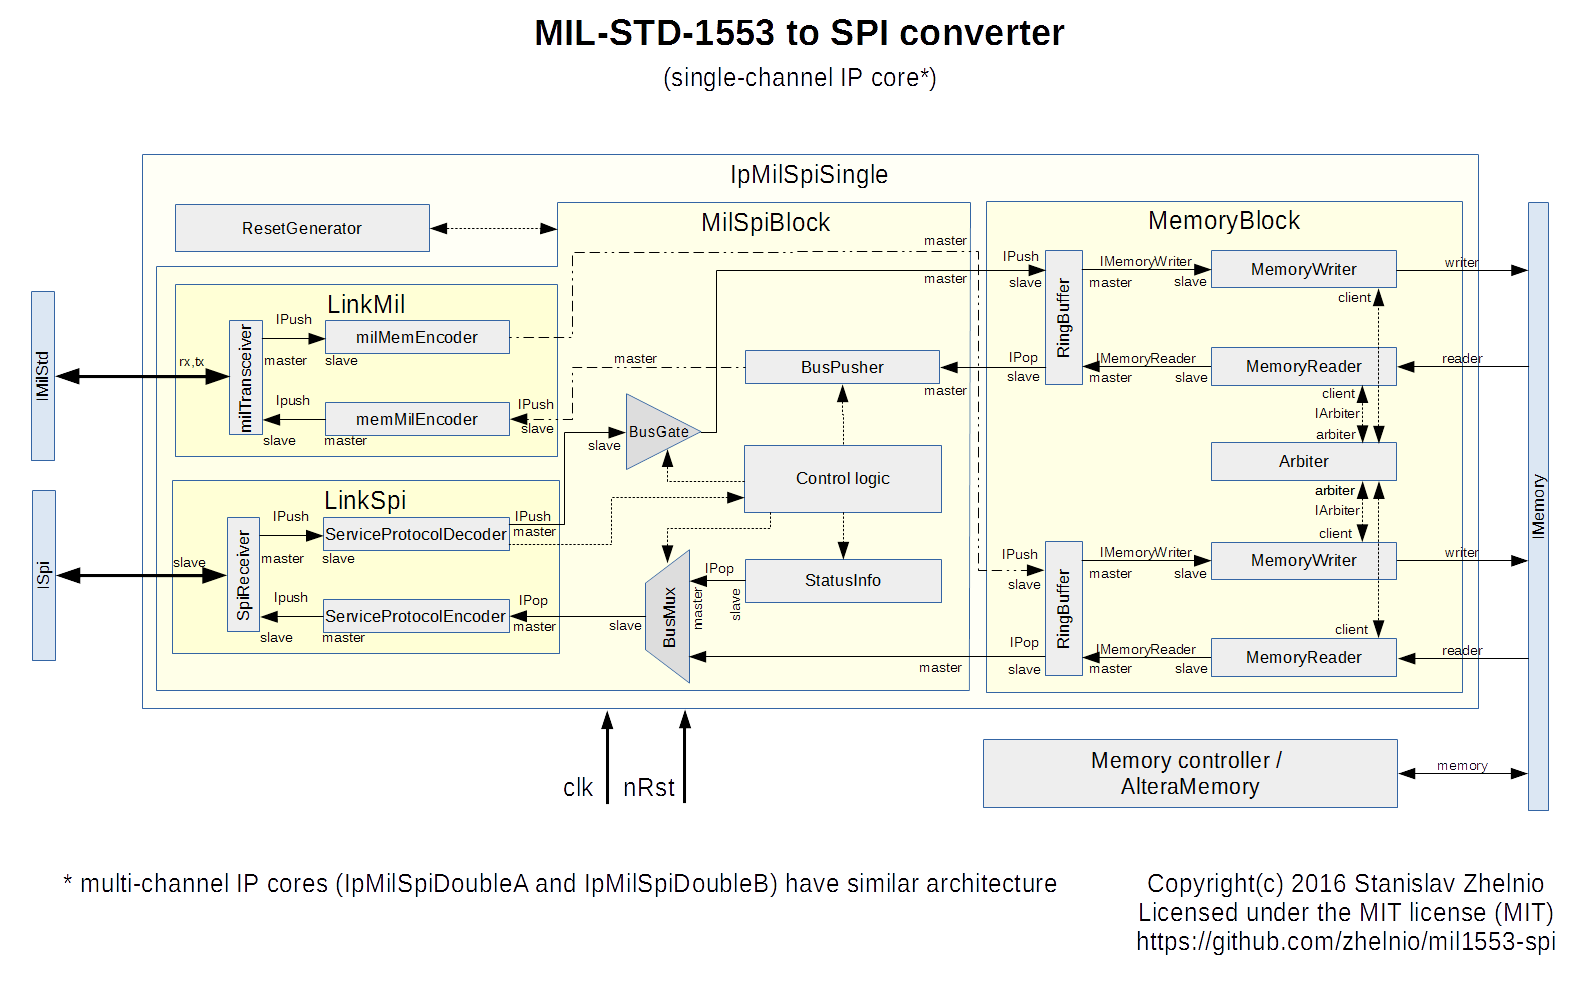 MIL-STD-1553 to SPI converter
(single-channel IP core*)
IpMilSpiSingle
ResetGenerator
MilSpiBlock
MemoryBlock
IMilStd
rx,tx
LinkMil
milTransceiver
IPush
master
slave
milMemEncoder
Ipush
slave
master
memMilEncoder
IPush
slave
master
master
BusPusher
master
slave
BusGate
Control logic
StatusInfo
ISpi
slave
LinkSpi
SpiReceiver
IPush
master
slave
ServiceProtocolDecoder
IPush
master
Ipush
slave
master
ServiceProtocolEncoder
IPop
master
slave
BusMux
IPop
master
slave
master
master
IPush
slave
RingBuffer
IPop
slave
IMemoryWriter
master
slave
MemoryWriter
writer
client
IMemoryReader
master
slave
MemoryReader
reader
client
IArbiter
arbiter
Arbiter
arbiter
IArbiter
client
IPush
slave
RingBuffer
IPop
slave
IMemoryWriter
master
slave
MemoryWriter
writer
client
IMemoryReader
master
slave
MemoryReader
reader
IMemory
clk
nRst
Memory controller /
AlteraMemory
memory
* multi-channel IP cores (IpMilSpiDoubleA and IpMilSpiDoubleB) have similar architecture
Copyright(c) 2016 Stanislav Zhelnio
Licensed under the MIT license (MIT)
https://github.com/zhelnio/mil1553-spi